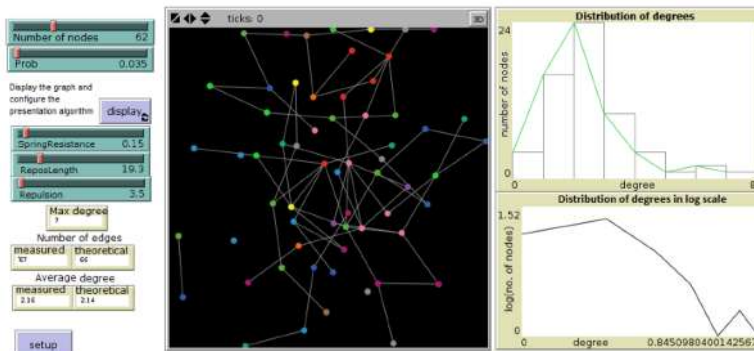 Number of nodes 62
Prob 0.035
Display the graph and
configure the
presentation algorithm
display
SpringResistance 0.15
ReposLength 19.3
Repulsion 3.5
Max degree
7
Number of edges
measured theoretical
67 66
Average degree
measured theoretical
2.16 2.14
setup
ticks: 0
3D
Distribution of degrees
24
number of nodes
0
0 degree 8
Distribution of degrees in log scale
1.52
log(no. of nodes)
0
0 degree